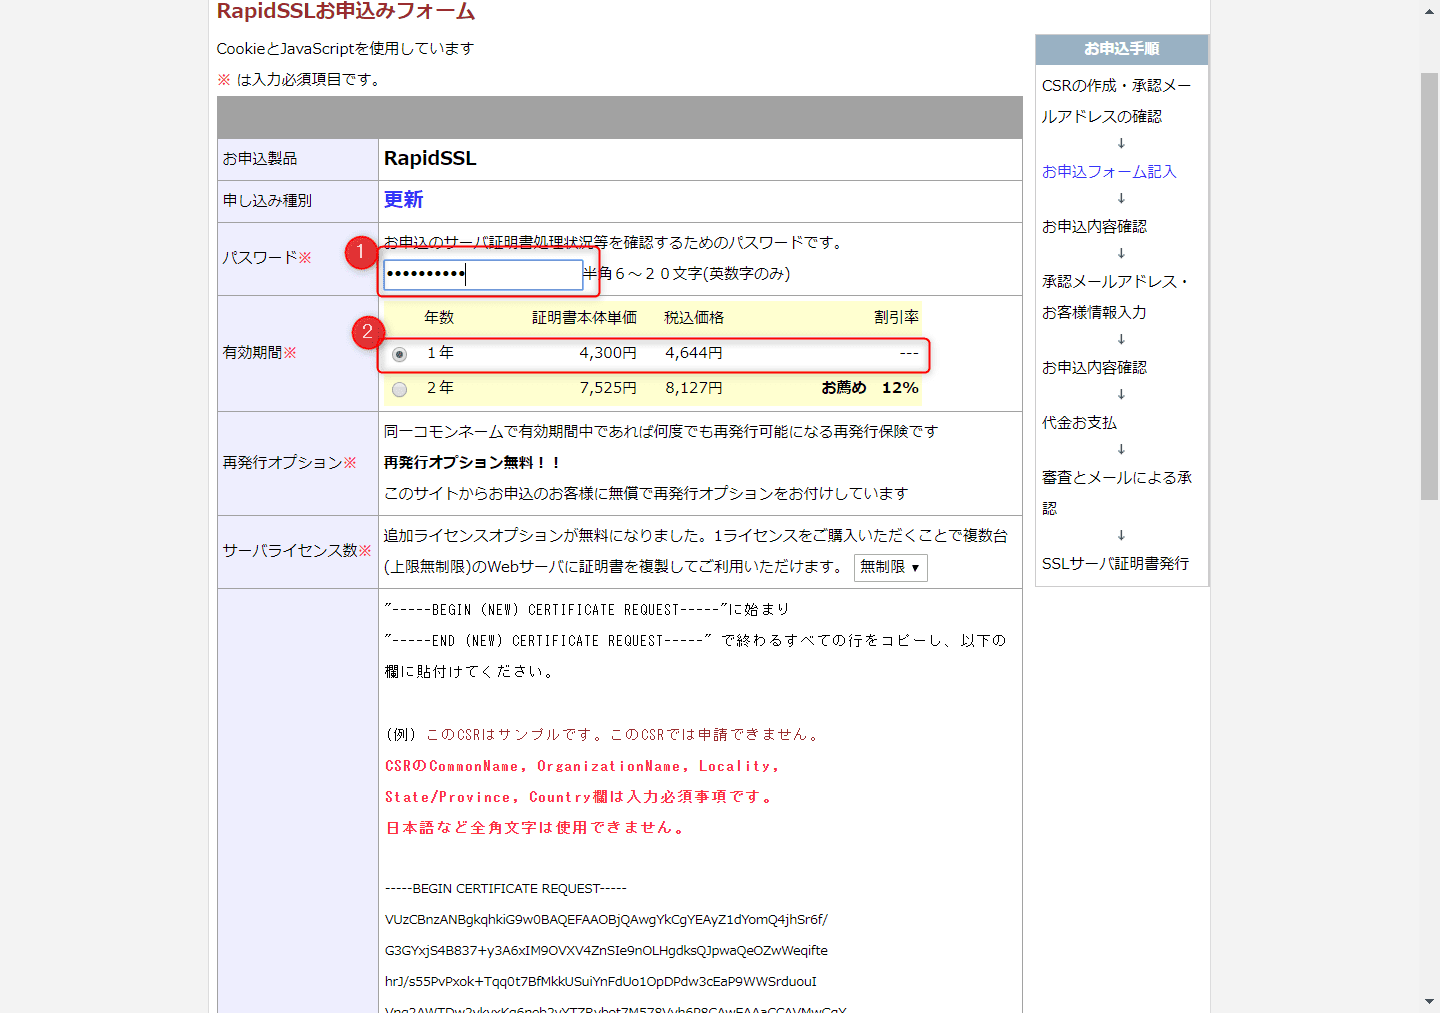 RapidSSLお申込みフォーム
CookieとJavaScriptを使用しています
※ は入力必須項目です。
お申込製品
RapidSSL
申し込み種別
更新
パスワード※
お申込のサーバ証明書処理状況等を確認するためのパスワードです。
1
••••••••••
半角６～２０文字(英数字のみ)
2
有効期間※
年数 証明書本体単価 税込価格 割引率
１年 4,300円 4,644円 ---
２年 7,525円 8,127円 お薦め 12%
再発行オプション※
同一コモンネームで有効期間中であれば何度でも再発行可能になる再発行保険です
再発行オプション無料！！
このサイトからお申込のお客様に無償で再発行オプションをお付けしています
サーバライセンス数※
追加ライセンスオプションが無料になりました。1ライセンスをご購入いただくことで複数台
(上限無制限)のWebサーバに証明書を複製してご利用いただけます。 無制限 ▼
"-----BEGIN (NEW) CERTIFICATE REQUEST-----"に始まり
"-----END (NEW) CERTIFICATE REQUEST-----" で終わるすべての行をコピーし、以下の
欄に貼付けてください。
(例) このCSRはサンプルです。このCSRでは申請できません。
CSRのCommonName, OrganizationName, Locality,
State/Province, Country欄は入力必須事項です。
日本語など全角文字は使用できません。
-----BEGIN CERTIFICATE REQUEST-----
VUzCBnzANBgkqhkiG9w0BAQEFAAOBjQAwgYkCgYEAyZ1dYomQ4jhSr6f/
G3GYxjS4B837+y3A6xIM9OVXV4ZnSIe9nOLHgdksQJpwaQeOZwWeqifte
hrJ/s55PvPxok+Tqq0t7BfMkkUSuiYnFdUo1OpDPdw3cEaP9WWSrduouI
お申込手順
CSRの作成・承認メー
ルアドレスの確認
↓
お申込フォーム記入
↓
お申込内容確認
↓
承認メールアドレス・
お客様情報入力
↓
お申込内容確認
↓
代金お支払
↓
審査とメールによる承
認
↓
SSLサーバ証明書発行